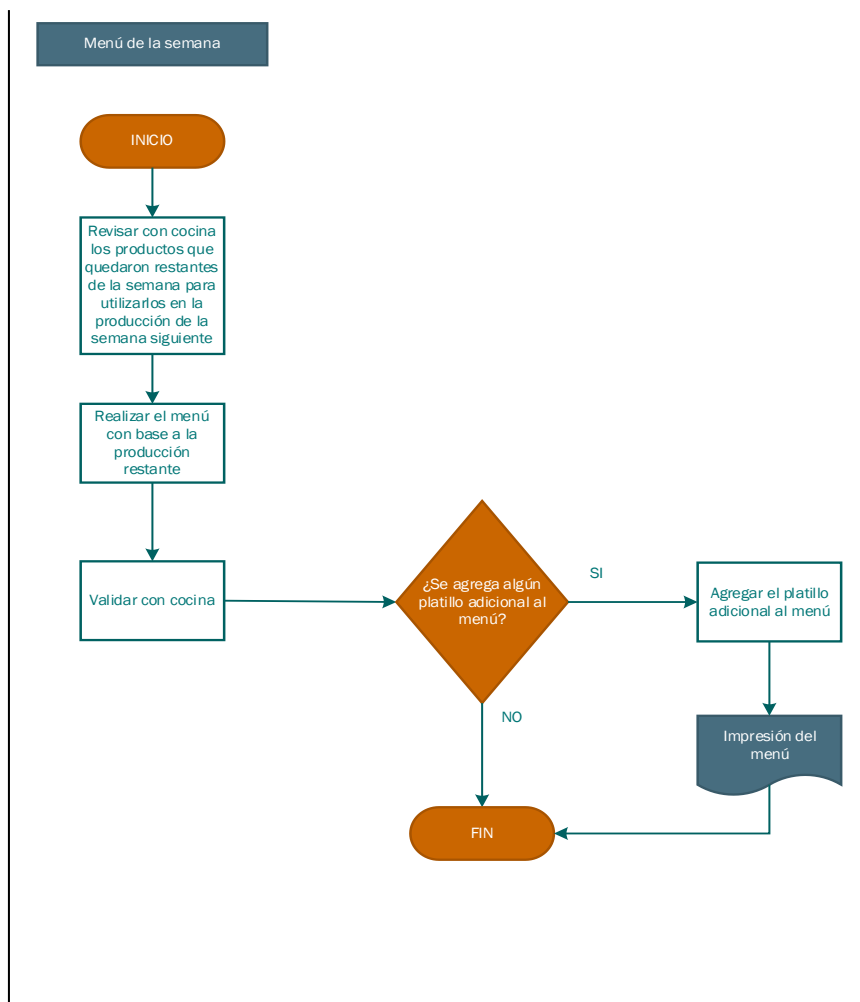 Menú de la semana
INICIO
Revisar con cocina
los productos que
quedaron restantes
de la semana para
utilizarlos en la
producción de la
semana siguiente
Realizar el menú
con base a la
producción
restante
Validar con cocina
¿Se agrega algún
platillo adicional al
menú?
SI
Agregar el platillo
adicional al menú
NO
Impresión del
menú
FIN